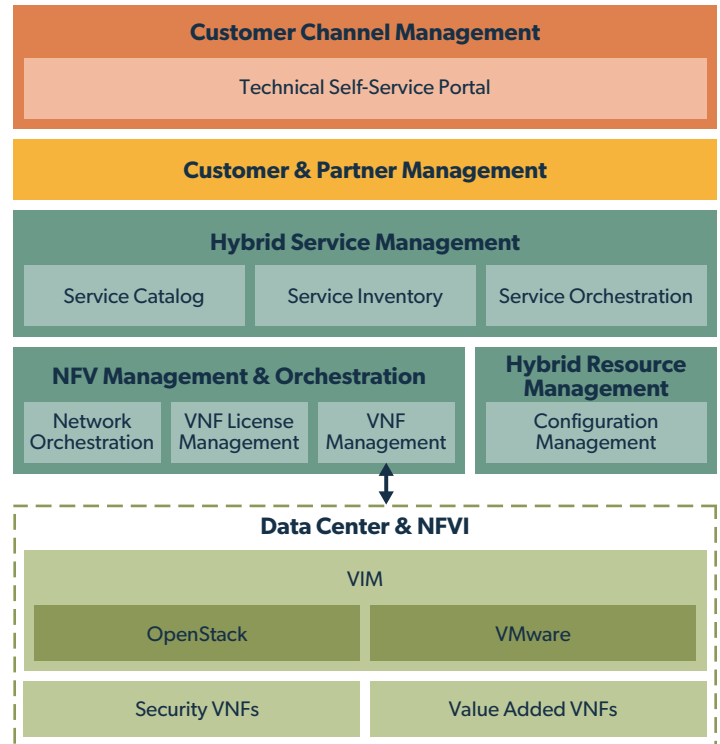 Customer Channel Management
Technical Self-Service Portal
Customer & Partner Management
Hybrid Service Management
Service Catalog
Service Inventory
Service Orchestration
NFV Management & Orchestration
Network
Orchestration
VNF License
Management
VNF
Management
Hybrid Resource
Management
Configuration
Management
Data Center & NFVI
VIM
OpenStack
VMware
Security VNFs
Value Added VNFs